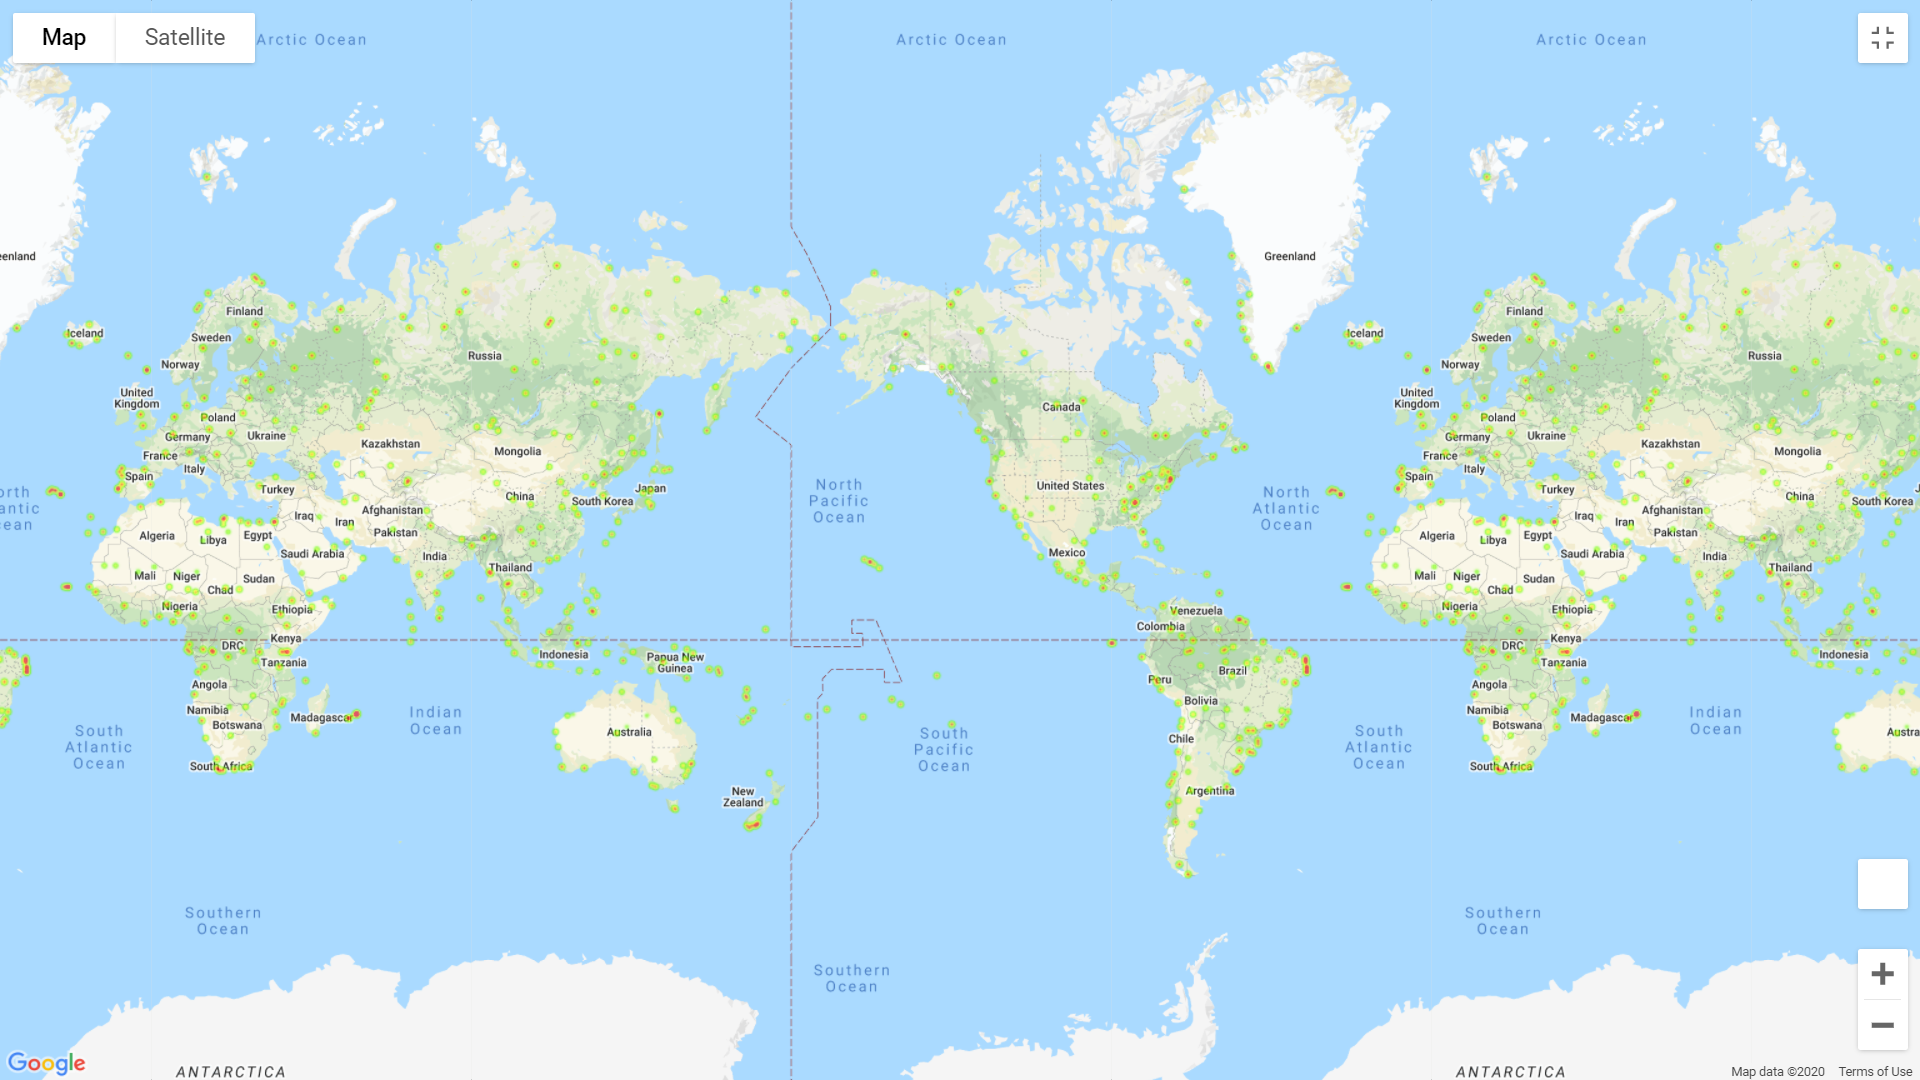 Map
Satellite
Arctic Ocean
Arctic Ocean
Arctic Ocean
enland
Greenland
Iceland
Finland
Sweden
Norway
Russia
United
Kingdom
Poland
Germany
Ukraine
France
Italy
Spain
Turkey
Kazakhstan
Mongolia
China
South Korea
Japan
Iraq
Iran
Afghanistan
Pakistan
India
Algeria
Libya
Egypt
Saudi Arabia
Thailand
Mali
Niger
Chad
Sudan
Nigeria
Ethiopia
DRC
Kenya
Tanzania
Angola
Namibia
Botswana
Madagascar
South Africa
Indonesia
Papua New
Guinea
Australia
New
Zealand
orth
antic
cean
South
Atlantic
Ocean
Indian
Ocean
Southern
Ocean
North
Pacific
Ocean
South
Pacific
Ocean
Southern
Ocean
Canada
United States
Mexico
Venezuela
Colombia
Peru
Brazil
Bolivia
Chile
Argentina
North
Atlantic
Ocean
South
Atlantic
Ocean
Iceland
Finland
Sweden
Norway
Russia
United
Kingdom
Poland
Germany
Ukraine
France
Italy
Spain
Turkey
Kazakhstan
Mongolia
China
South Korea
J
Iraq
Iran
Afghanistan
Pakistan
India
Algeria
Libya
Egypt
Saudi Arabia
Thailand
Mali
Niger
Chad
Sudan
Nigeria
Ethiopia
DRC
Kenya
Tanzania
Angola
Namibia
Botswana
Madagascar
South Africa
Indonesia
Austra
Indian
Ocean
Southern
Ocean
ANTARCTICA
ANTARCTICA
Google
Map data ©2020
Terms of Use